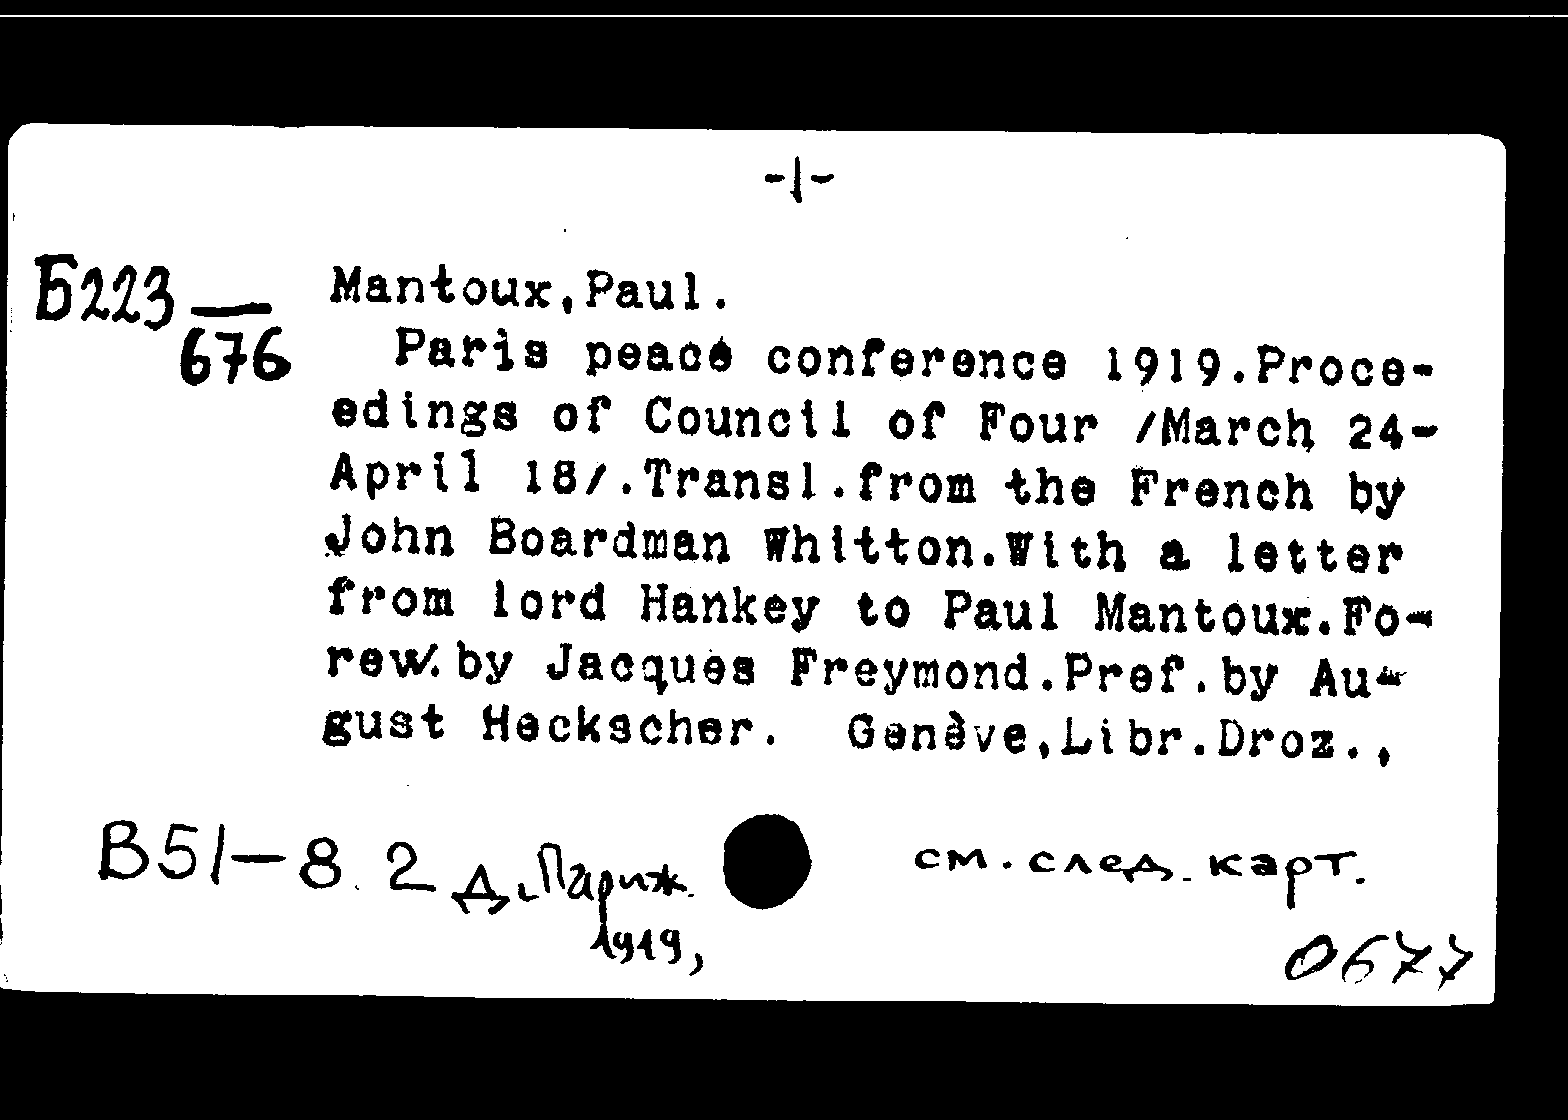 -1-
Б223
676
Mantoux,Paul.
Paris peace conference 1919.Proce-
edings of Council of Four /March 24-
April 18/.Transl.from the French by
John Boardman Whitton.With a letter
from lord Hankey to Paul Mantoux.Fo-
rew.by Jacques Freymond.Pref.by Au-
gust Heckscher. Genève,Libr.Droz.,
В51-8 2 д.Париж.
1919,
см.след.карт.
0677